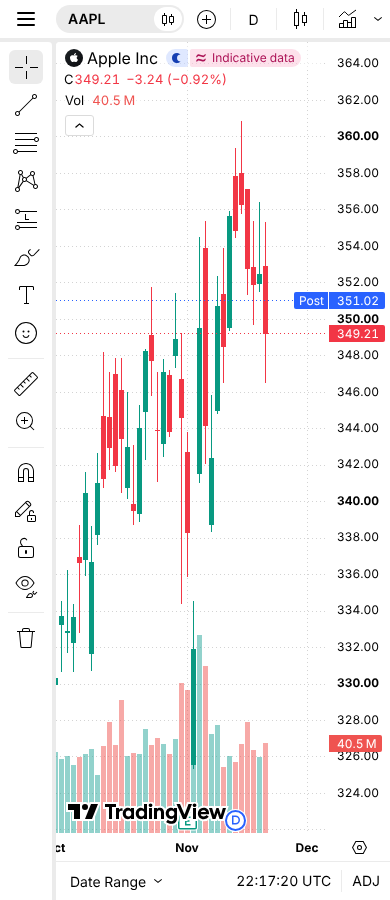 AAPL D
Apple Inc Indicative data
C349.21 −3.24 (−0.92%)
Vol 40.5 M
364.00
362.00
360.00
358.00
356.00
354.00
352.00
Post 351.02
350.00
349.21
348.00
346.00
344.00
342.00
340.00
338.00
336.00
334.00
332.00
330.00
328.00
40.5 M
326.00
324.00
TradingView
E D
ct Nov Dec
Date Range 22:17:20 UTC ADJ